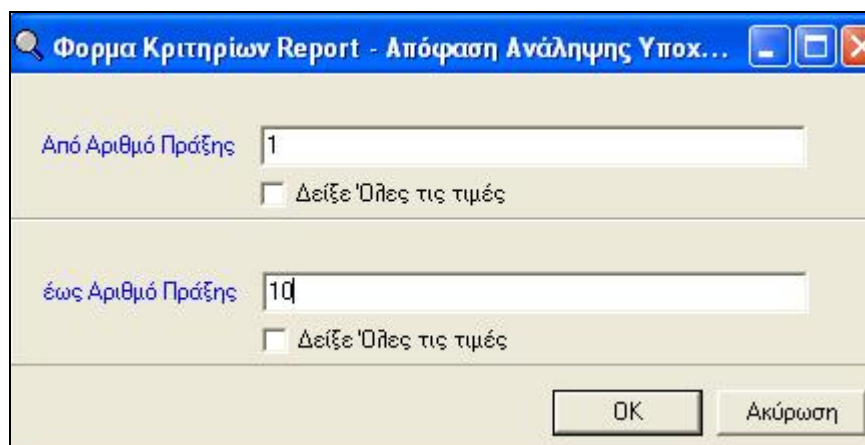 Φορμα Κριτηρίων Report - Απόφαση Ανάληψης Υποχ...
Από Αριθμό Πράξης 1
Δείξε Όλες τις τιμές
έως Αριθμό Πράξης 10
Δείξε Όλες τις τιμές
OK Ακύρωση